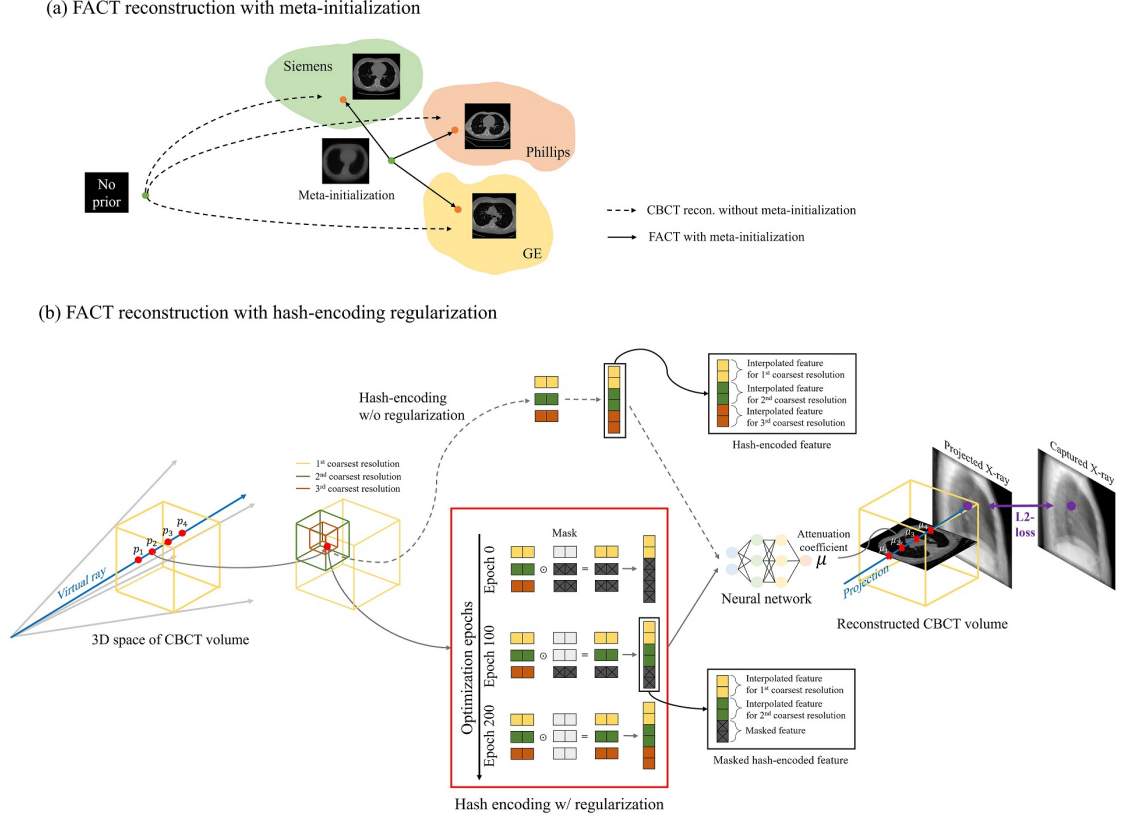 (a) FACT reconstruction with meta-initialization
Siemens
Phillips
No
prior
Meta-initialization
GE
CBCT recon. without meta-initialization
FACT with meta-initialization
(b) FACT reconstruction with hash-encoding regularization
Hash-encoding
w/o regularization
Interpolated feature
for 1st coarsest resolution
Interpolated feature
for 2nd coarsest resolution
Interpolated feature
for 3rd coarsest resolution
Hash-encoded feature
1st coarsest resolution
2nd coarsest resolution
3rd coarsest resolution
p1
p2
p3
p4
Virtual ray
3D space of CBCT volume
Optimization epochs
Mask
Epoch 0
⊙
=
Epoch 100
⊙
=
Epoch 200
⊙
=
Hash encoding w/ regularization
Neural network
Attenuation
coefficient
μ
Projected X-ray
Captured X-ray
L2-
loss
μ1
μ2
μ3
μ4
Projection
Reconstructed CBCT volume
Interpolated feature
for 1st coarsest resolution
Interpolated feature
for 2nd coarsest resolution
Masked feature
Masked hash-encoded feature